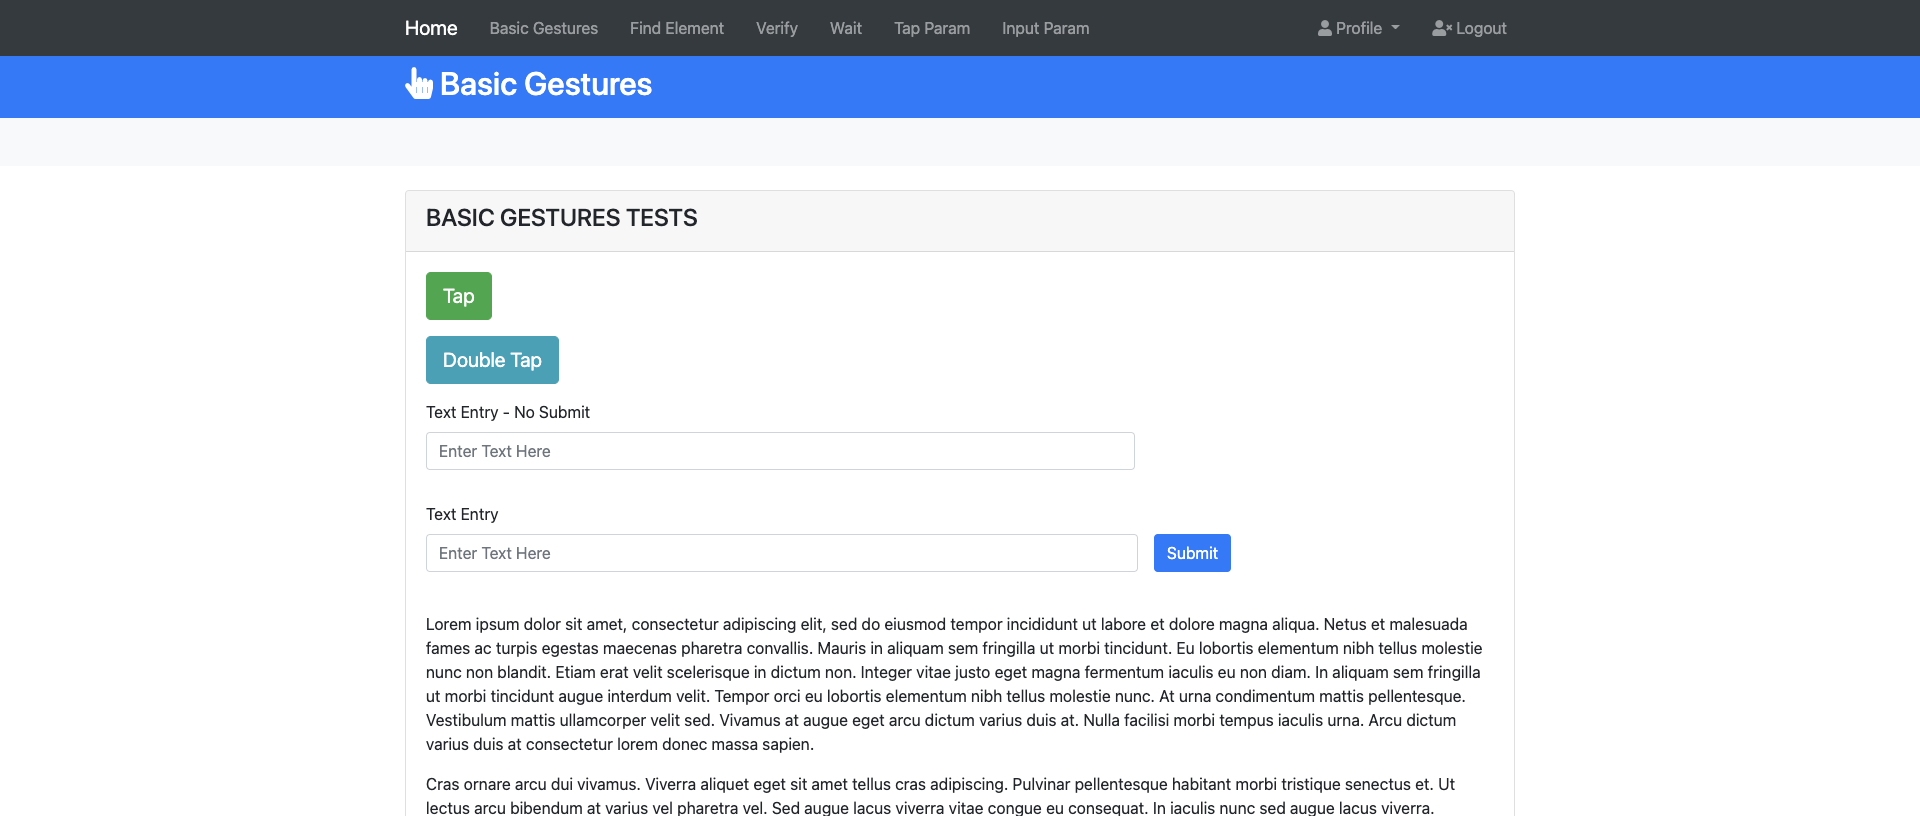 Home Basic Gestures Find Element Verify Wait Tap Param Input Param Profile Logout
Basic Gestures
BASIC GESTURES TESTS
Tap
Double Tap
Text Entry - No Submit
Enter Text Here
Text Entry
Enter Text Here Submit
Lorem ipsum dolor sit amet, consectetur adipiscing elit, sed do eiusmod tempor incididunt ut labore et dolore magna aliqua. Netus et malesuada
fames ac turpis egestas maecenas pharetra convallis. Mauris in aliquam sem fringilla ut morbi tincidunt. Eu lobortis elementum nibh tellus molestie
nunc non blandit. Etiam erat velit scelerisque in dictum non. Integer vitae justo eget magna fermentum iaculis eu non diam. In aliquam sem fringilla
ut morbi tincidunt augue interdum velit. Tempor orci eu lobortis elementum nibh tellus molestie nunc. At urna condimentum mattis pellentesque.
Vestibulum mattis ullamcorper velit sed. Vivamus at augue eget arcu dictum varius duis at. Nulla facilisi morbi tempus iaculis urna. Arcu dictum
varius duis at consectetur lorem donec massa sapien.
Cras ornare arcu dui vivamus. Viverra aliquet eget sit amet tellus cras adipiscing. Pulvinar pellentesque habitant morbi tristique senectus et. Ut
lectus arcu bibendum at varius vel pharetra vel. Sed augue lacus viverra vitae congue eu consequat. In iaculis nunc sed augue lacus viverra.